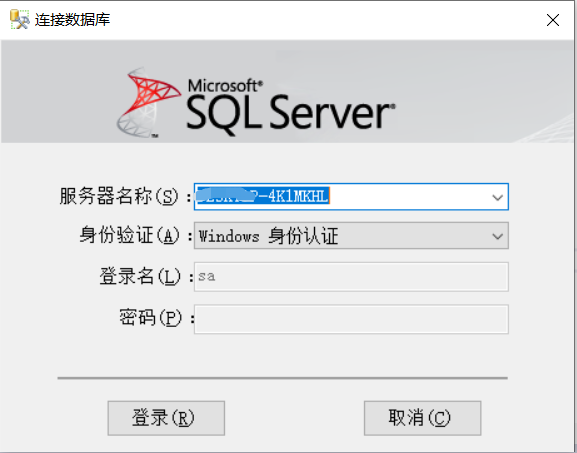 连接数据库
Microsoft®
SQL Server®
服务器名称(S):
-4K1MKHL
身份验证(A): Windows 身份认证
登录名(L): sa
密码(P):
登录(R) 取消(C)